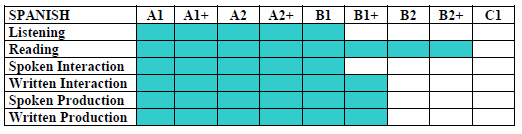 SPANISH A1 A1+ A2 A2+ B1 B1+ B2 B2+ C1
Listening
Reading
Spoken Interaction
Written Interaction
Spoken Production
Written Production